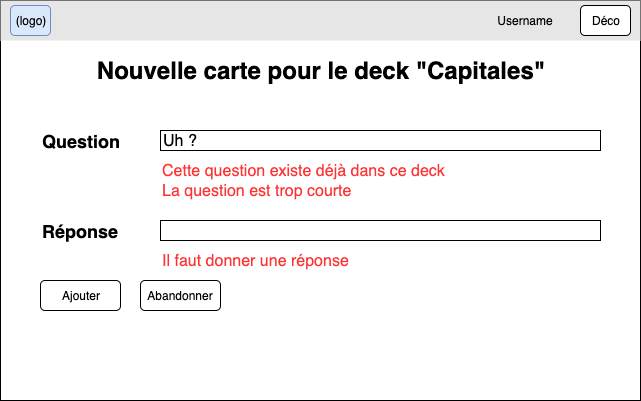 (logo) Username Déco
Nouvelle carte pour le deck "Capitales"
Question Uh ?
Cette question existe déjà dans ce deck
La question est trop courte
Réponse
Il faut donner une réponse
Ajouter Abandonner